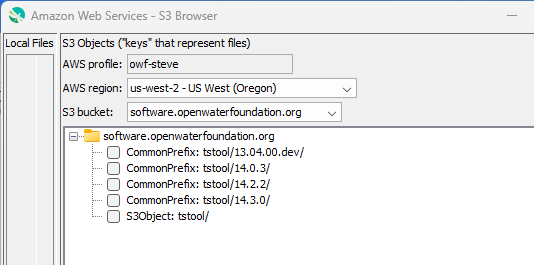 Amazon Web Services - S3 Browser
Local Files
S3 Objects ("keys" that represent files)
AWS profile: owf-steve
AWS region: us-west-2 - US West (Oregon)
S3 bucket: software.openwaterfoundation.org
software.openwaterfoundation.org
CommonPrefix: tstool/13.04.00.dev/
CommonPrefix: tstool/14.0.3/
CommonPrefix: tstool/14.2.2/
CommonPrefix: tstool/14.3.0/
S3Object: tstool/